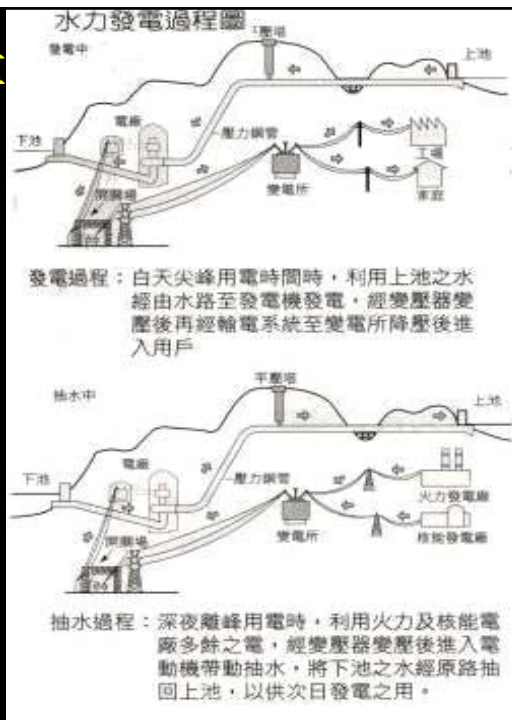 水力發電過程圖
發電中
平壓塔
上池
電廠
下池
壓力鋼管
開關場
變電所
工場
家庭
發電過程：白天尖峰用電時間時，利用上池之水
經由水路至發電機發電，經變壓器變
壓後再經輸電系統至變電所降壓後進
入用戶
抽水中
平壓塔
上池
電廠
下池
壓力鋼管
開關場
變電所
火力發電廠
核能發電廠
抽水過程：深夜離峰用電時，利用火力及核能電
廠多餘之電，經變壓器變壓後進入電
動機帶動抽水，將下池之水經原路抽
回上池，以供次日發電之用。